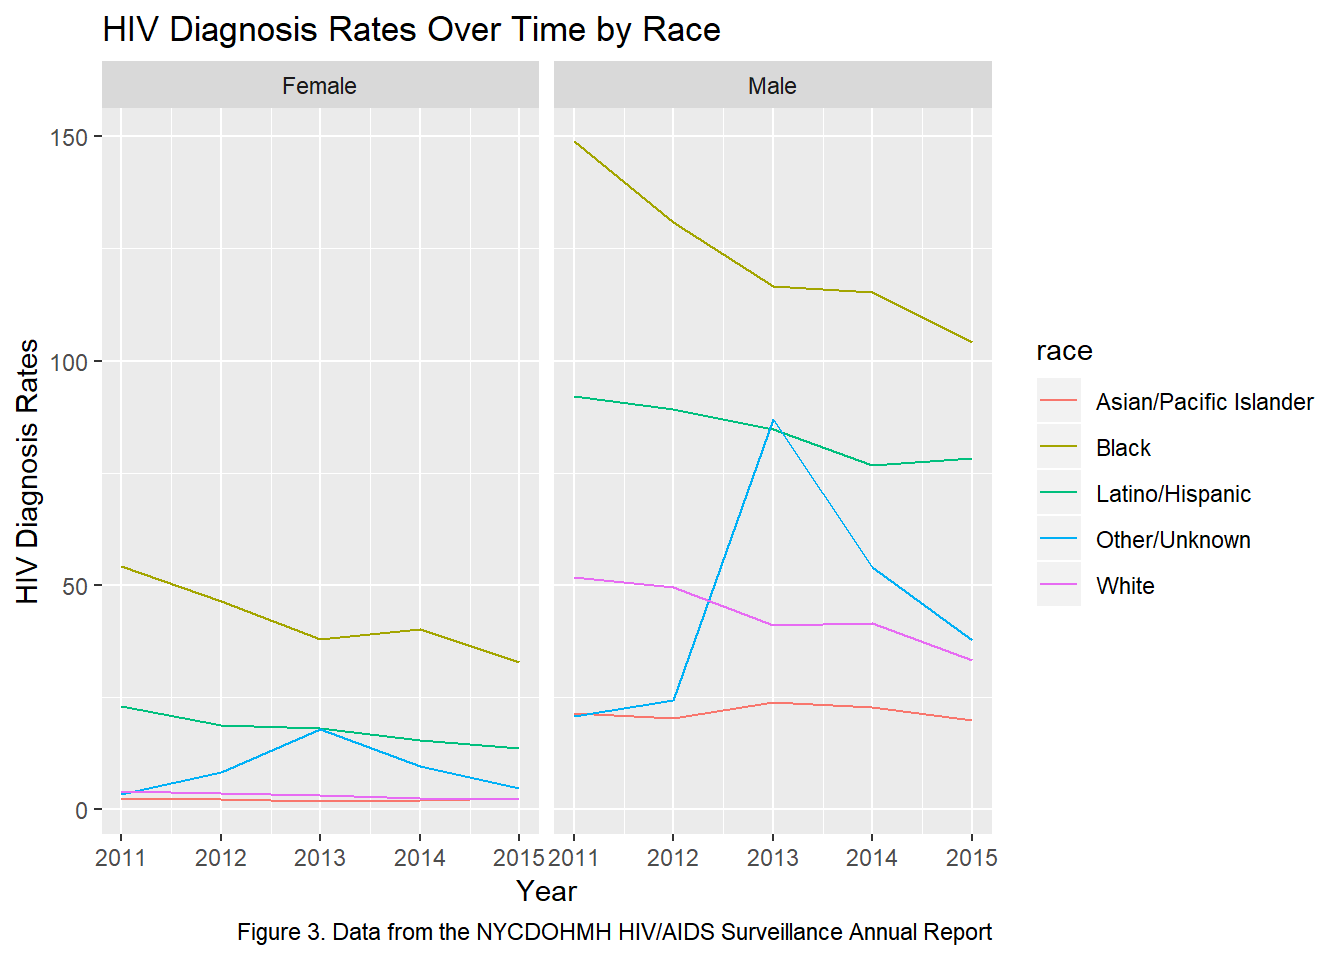 HIV Diagnosis Rates Over Time by Race
Female
Male
150
100
50
0
HIV Diagnosis Rates
2011 2012 2013 2014 2015
2011 2012 2013 2014 2015
Year
race
Asian/Pacific Islander
Black
Latino/Hispanic
Other/Unknown
White
Figure 3. Data from the NYCDOHMH HIV/AIDS Surveillance Annual Report